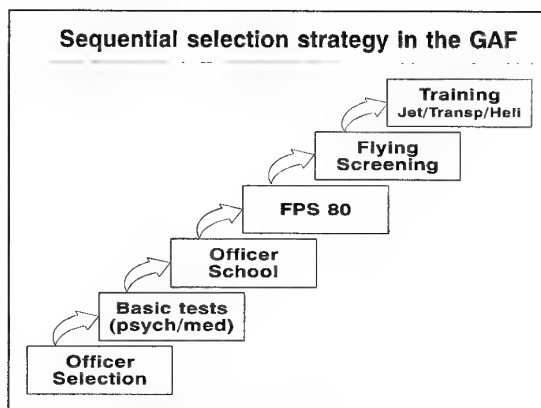 Sequential selection strategy in the GAF
Training
Jet/Transp/Heli
Flying
Screening
FPS 80
Officer
School
Basic tests
(psych/med)
Officer
Selection